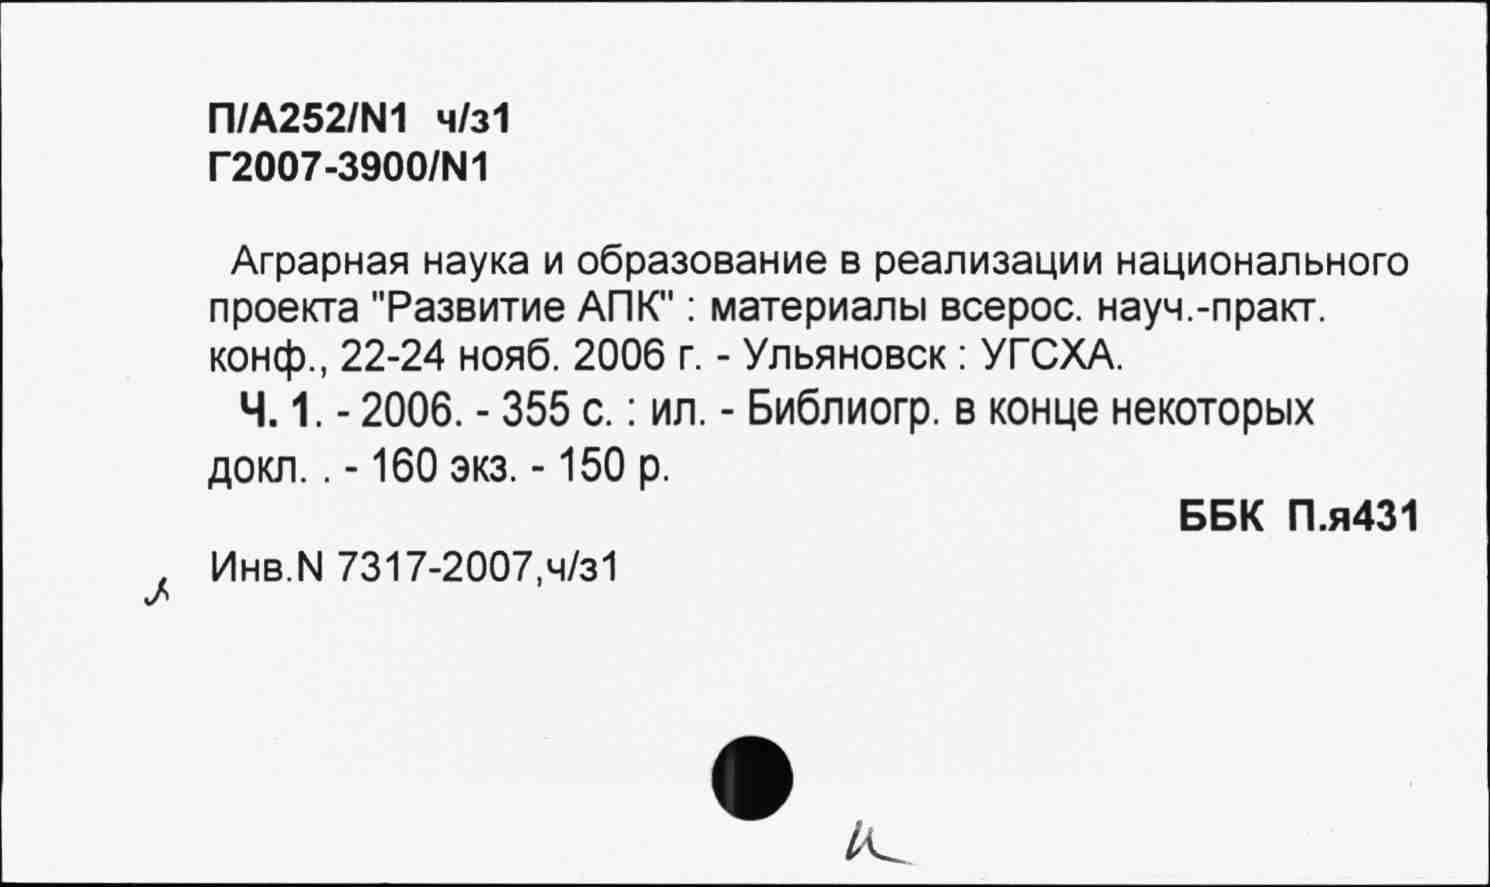 П/А252/N1 ч/з1
Г2007-3900/N1
Аграрная наука и образование в реализации национального
проекта "Развитие АПК" : материалы всерос. науч.-практ.
конф., 22-24 нояб. 2006 г. - Ульяновск : УГСХА.
Ч. 1. - 2006. - 355 с. : ил. - Библиогр. в конце некоторых
докл. . - 160 экз. - 150 р.
ББК П.я431
Инв.N 7317-2007,ч/з1